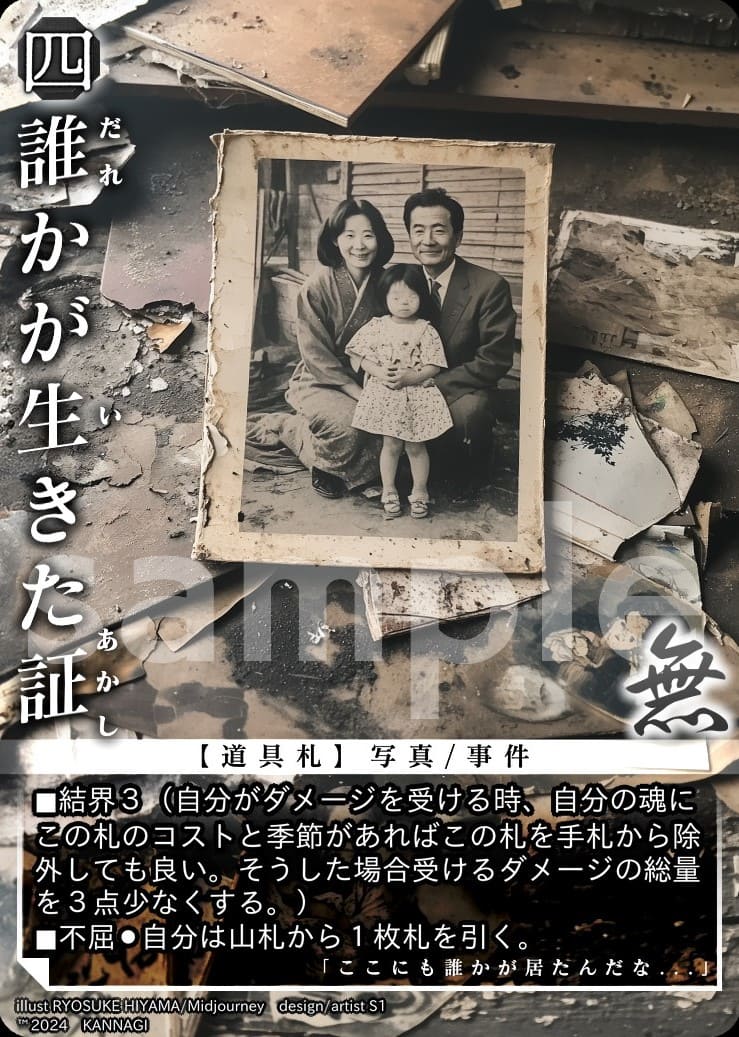 四
誰かが生きた証
だれ
い
あかし
sample
無
【道具札】写真/事件
■結界３（自分がダメージを受ける時、自分の魂に
この札のコストと季節があればこの札を手札から除
外しても良い。そうした場合受けるダメージの総量
を３点少なくする。）
■不屈●自分は山札から１枚札を引く。
「ここにも誰かが居たんだな...」
illust RYOSUKE HIYAMA/Midjourney design/artist S1
™2024 KANNAGI